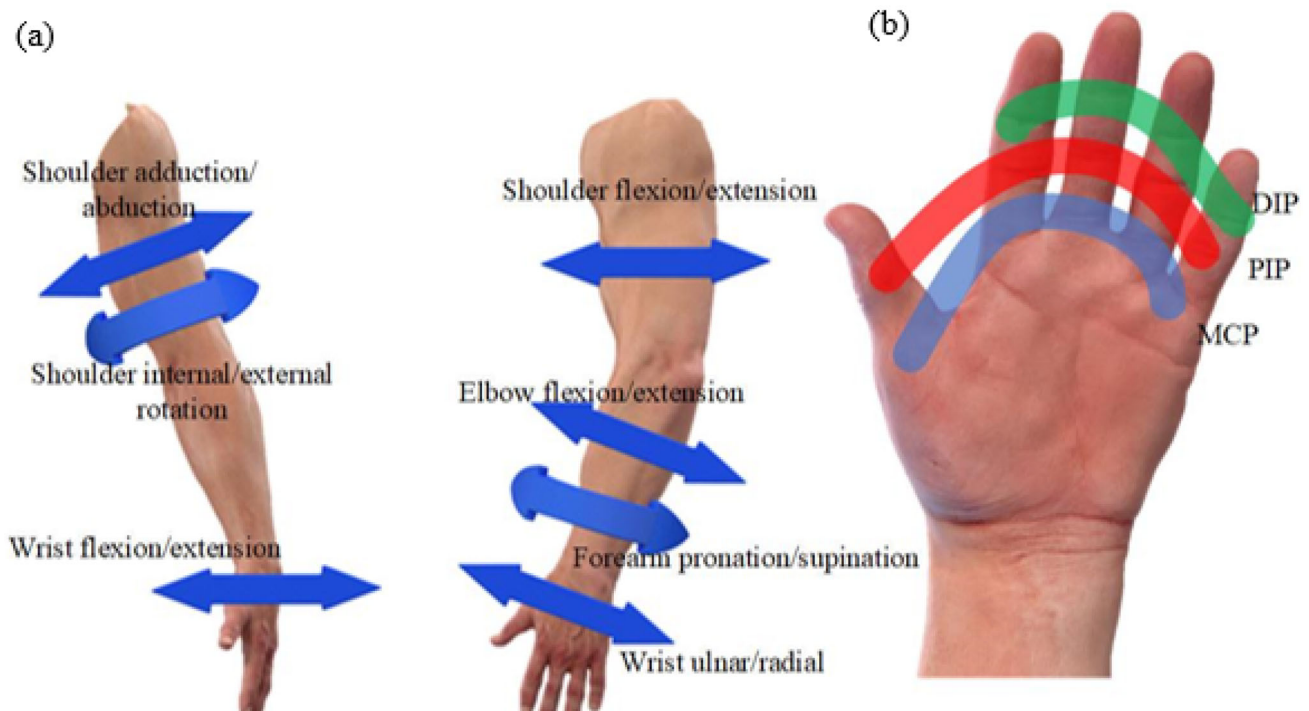 (a)
Shoulder adduction/
abduction
Shoulder internal/external
rotation
Wrist flexion/extension
Shoulder flexion/extension
Elbow flexion/extension
Forearm pronation/supination
Wrist ulnar/radial
(b)
DIP
PIP
MCP